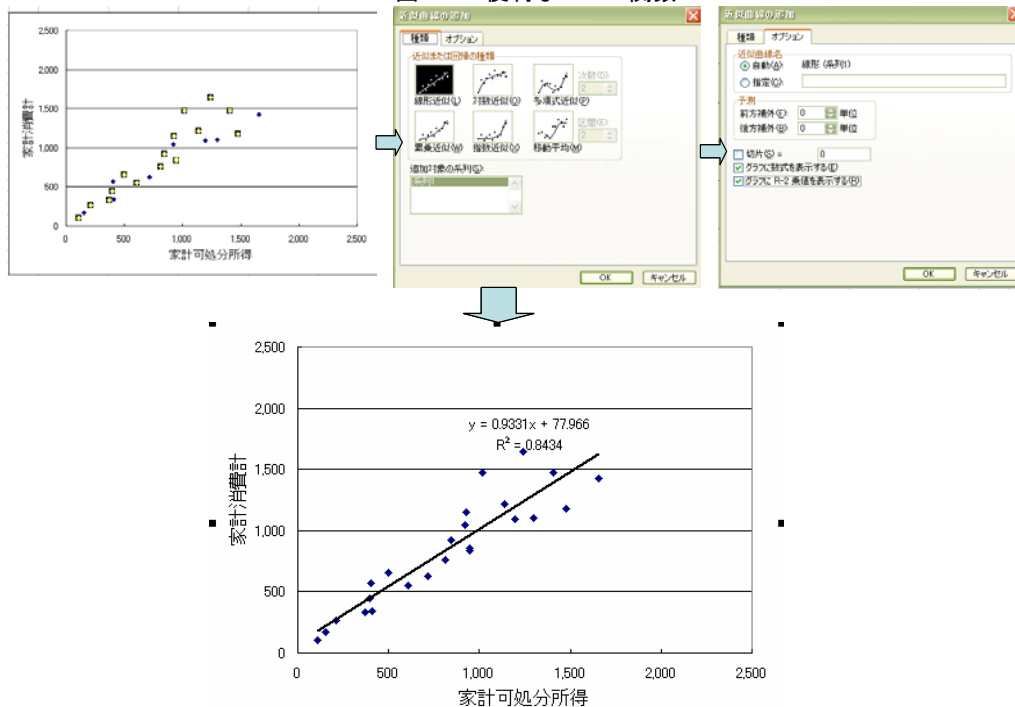 2,500
2,000
1,500
1,000
500
0
0 500 1,000 1,500 2,000 2,500
家計消費計
家計可処分所得
近似曲線の追加
種類 オプション
近似または回帰の種類
線形近似(L) 対数近似(O) 多項式近似(P)
次数(D):
2
累乗近似(W) 指数近似(X) 移動平均(M)
区間(E):
2
追加対象の系列(S):
系列1
OK キャンセル
近似曲線の追加
種類 オプション
近似曲線名
自動(A): 線形 (系列1)
指定(C):
予測
前方補外(F): 0 単位
後方補外(B): 0 単位
切片(S) = 0
グラフに数式を表示する(E)
グラフに R-2 乗値を表示する(R)
OK キャンセル
2,500
2,000
1,500
1,000
500
0
y = 0.9331x + 77.966
R² = 0.8434
0 500 1,000 1,500 2,000 2,500
家計消費計
家計可処分所得